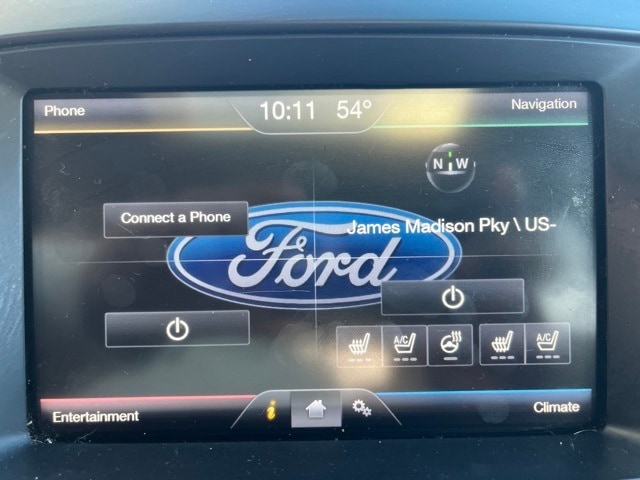 Phone
10:11 54°
Navigation
N W
Connect a Phone
James Madison Pky \ US-
Ford
A/C
A/C
Entertainment
i
Climate